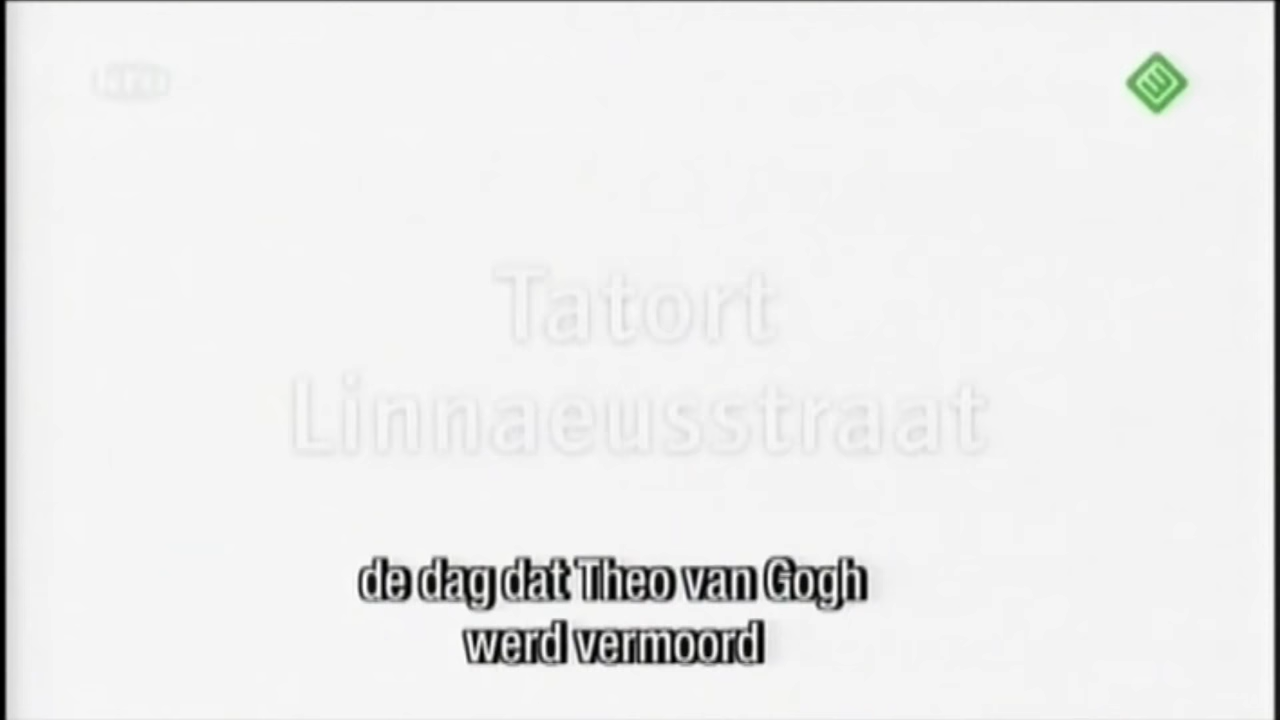 Tatort
Linnaeusstraat
de dag dat Theo van Gogh
werd vermoord